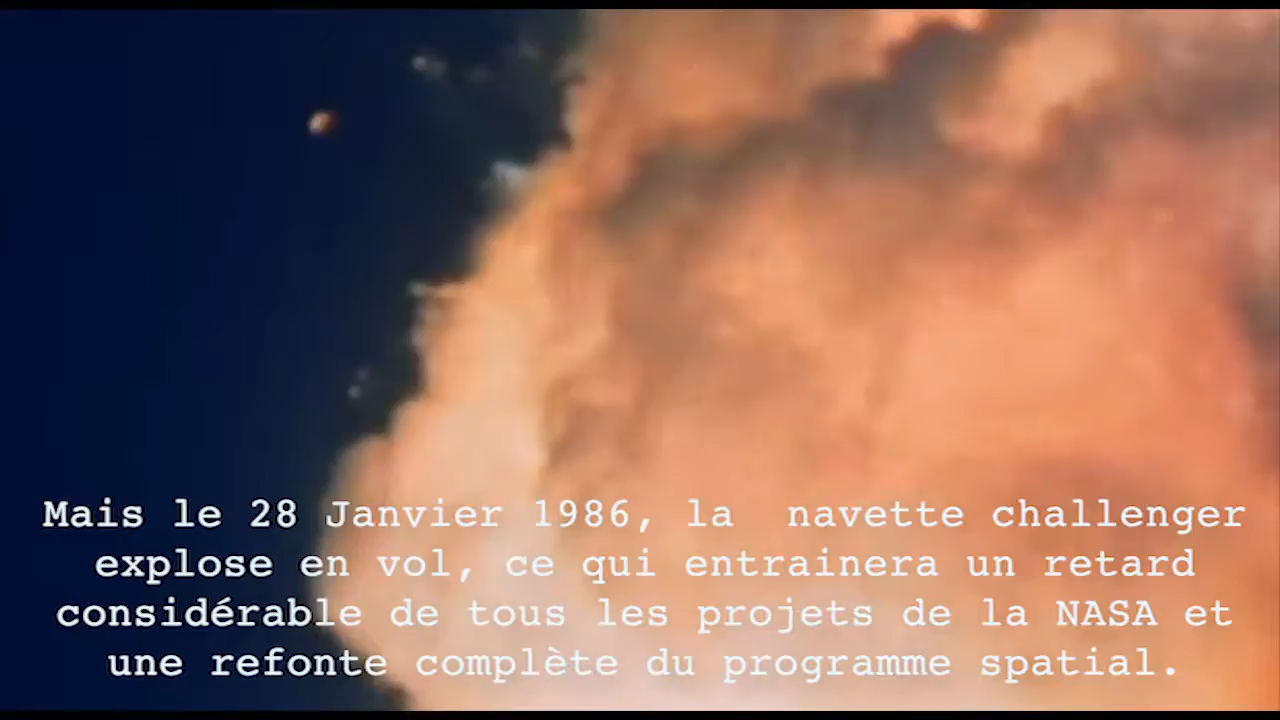 Mais le 28 Janvier 1986, la  navette challenger
explose en vol, ce qui entrainera un retard
considérable de tous les projets de la NASA et
une refonte complète du programme spatial.